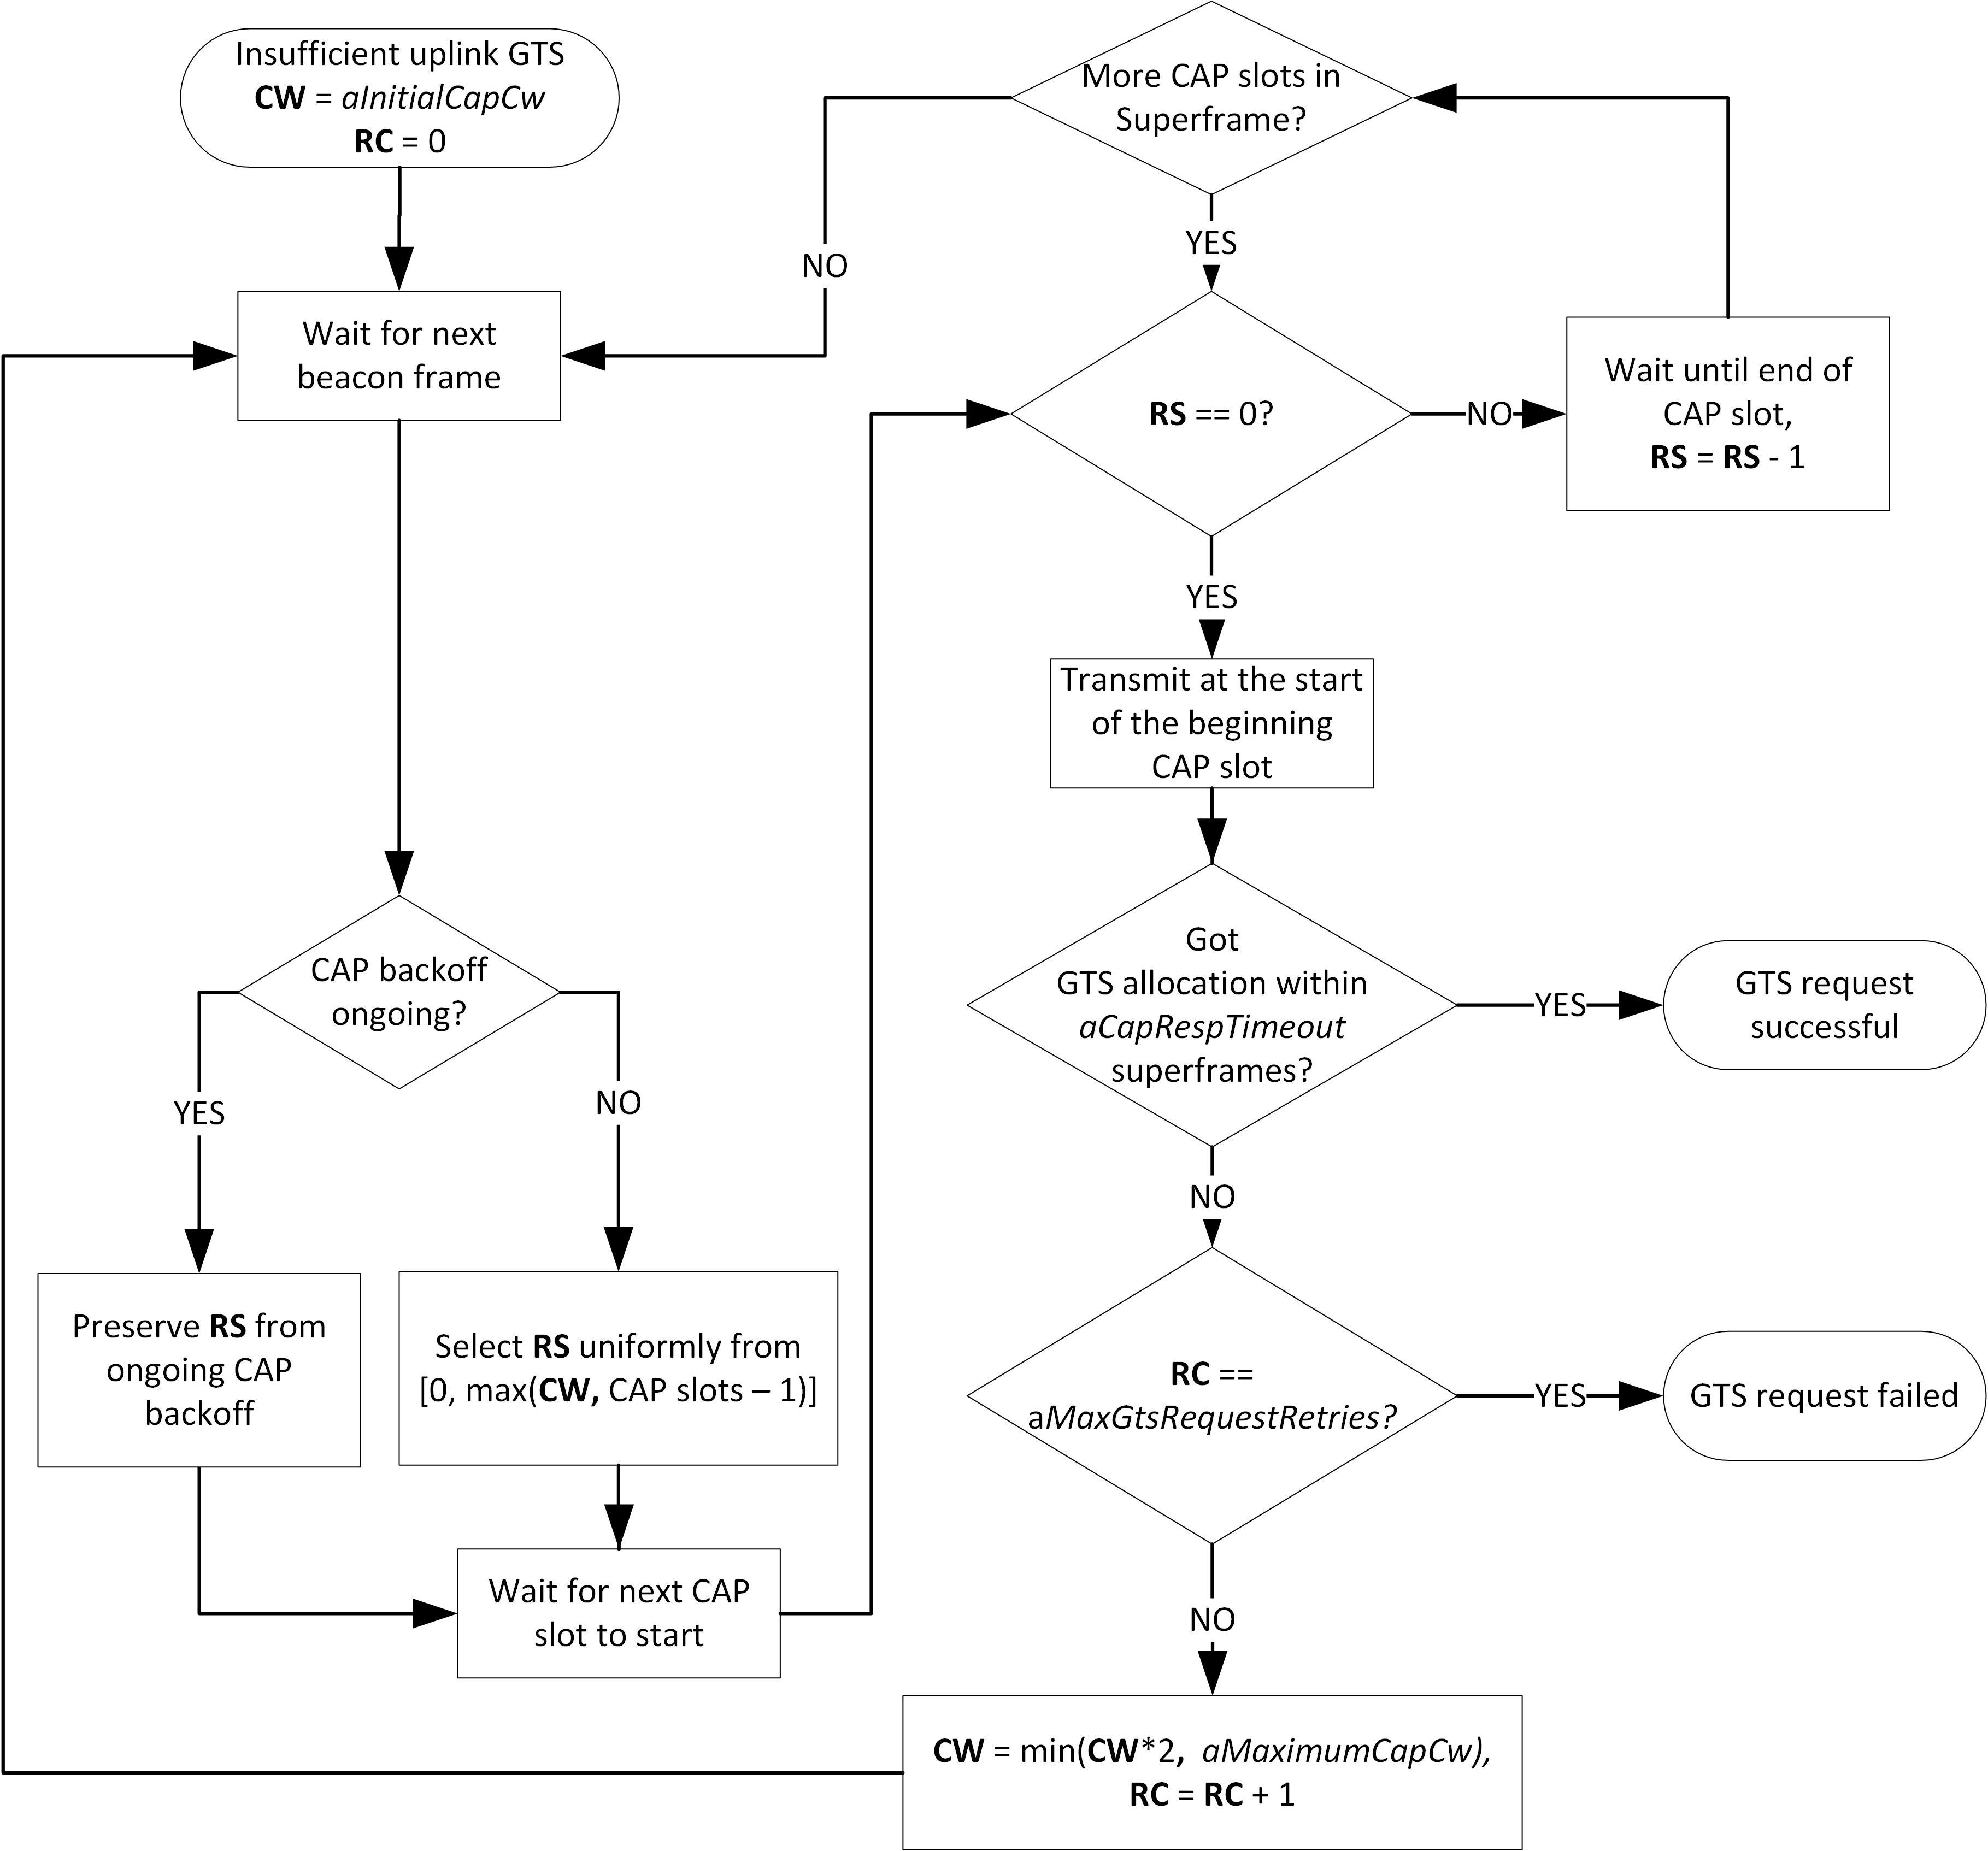 Insufficient uplink GTS
CW = aInitialCapCw
RC = 0
Wait for next
beacon frame
CAP backoff
ongoing?
YES
NO
Preserve RS from
ongoing CAP
backoff
Select RS uniformly from
[0, max(CW, CAP slots – 1)]
Wait for next CAP
slot to start
More CAP slots in
Superframe?
NO
YES
RS == 0?
NO
Wait until end of
CAP slot,
RS = RS - 1
YES
Transmit at the start
of the beginning
CAP slot
Got
GTS allocation within
aCapRespTimeout
superframes?
YES
GTS request
successful
NO
RC ==
aMaxGtsRequestRetries?
YES
GTS request failed
NO
CW = min(CW*2, aMaximumCapCw),
RC = RC + 1